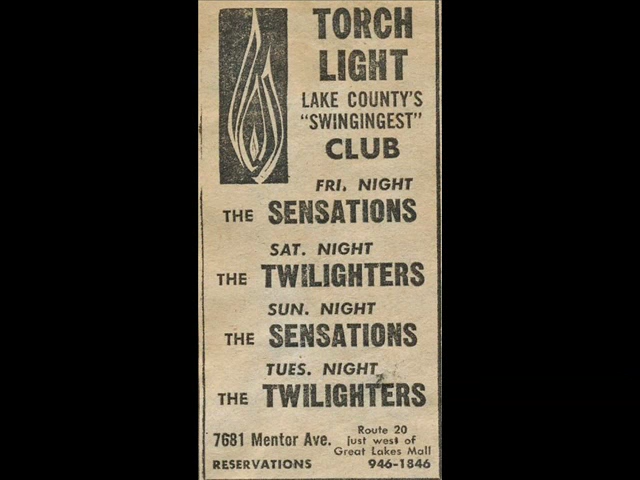 TORCH
LIGHT
LAKE COUNTY'S
"SWINGINGEST"
CLUB
FRI. NIGHT
THE SENSATIONS
SAT. NIGHT
THE TWILIGHTERS
SUN. NIGHT
THE SENSATIONS
TUES. NIGHT
THE TWILIGHTERS
7681 Mentor Ave. Route 20
just west of
Great Lakes Mall
RESERVATIONS 946-1846